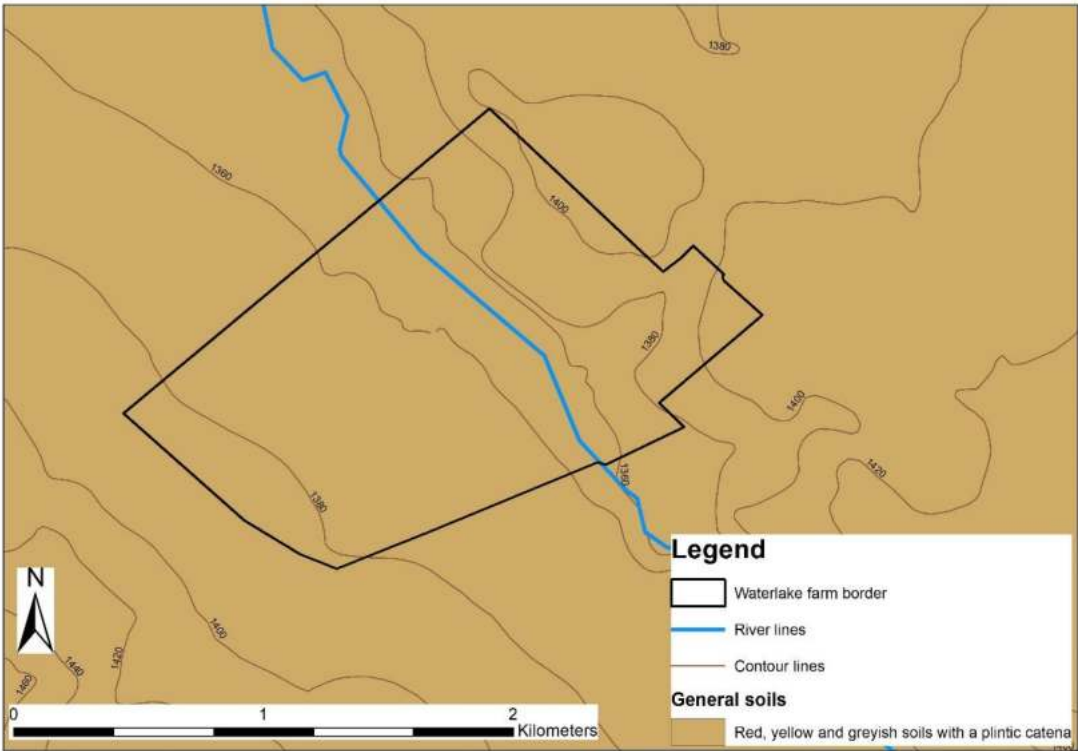 1380
1360
1400
1380
1400
1420
1360
1380
1400
1420
1440
1460
N
0 1 2
Kilometers
Legend
Waterlake farm border
River lines
Contour lines
General soils
Red, yellow and greyish soils with a plintic catena